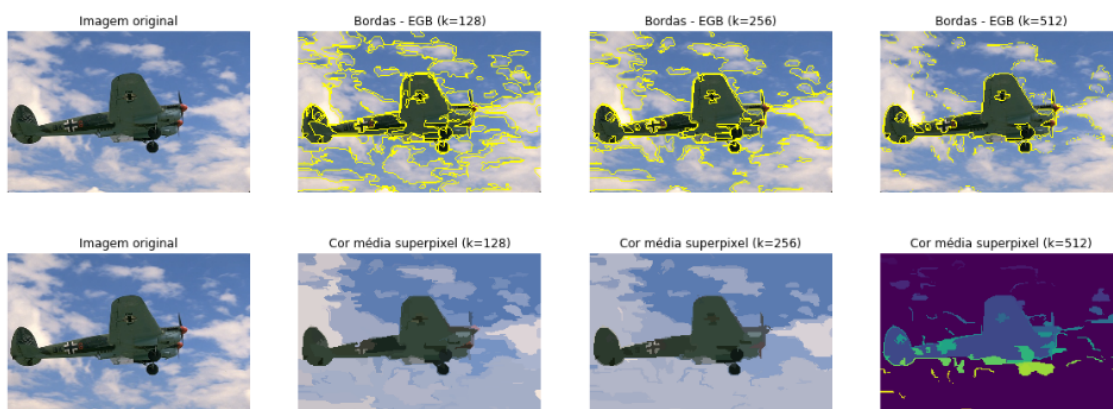 Imagem original
Bordas - EGB (k=128)
Bordas - EGB (k=256)
Bordas - EGB (k=512)
Imagem original
Cor média superpixel (k=128)
Cor média superpixel (k=256)
Cor média superpixel (k=512)